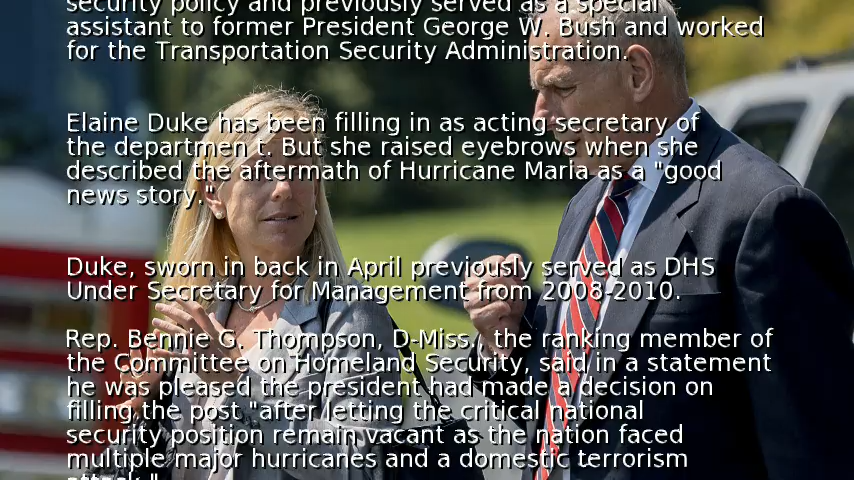 security policy and previously served as a special
assistant to former President George W. Bush and worked
for the Transportation Security Administration.
Elaine Duke has been filling in as acting secretary of
the departmen t. But she raised eyebrows when she
described the aftermath of Hurricane Maria as a "good
news story."
Duke, sworn in back in April previously served as DHS
Under Secretary for Management from 2008-2010.
Rep. Bennie G. Thompson, D-Miss., the ranking member of
the Committee on Homeland Security, said in a statement
he was pleased the president had made a decision on
filling the post "after letting the critical national
security position remain vacant as the nation faced
multiple major hurricanes and a domestic terrorism
attack."